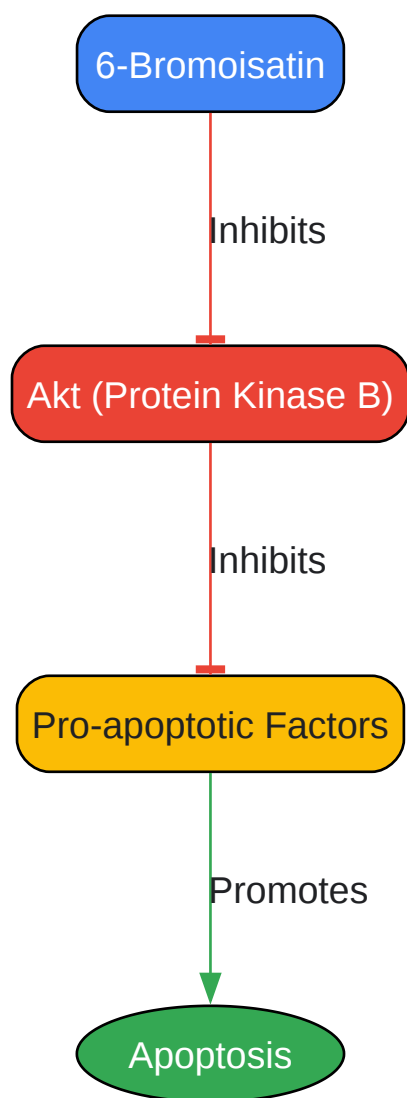 6-Bromoisatin
Inhibits
Akt (Protein Kinase B)
Inhibits
Pro-apoptotic Factors
Promotes
Apoptosis